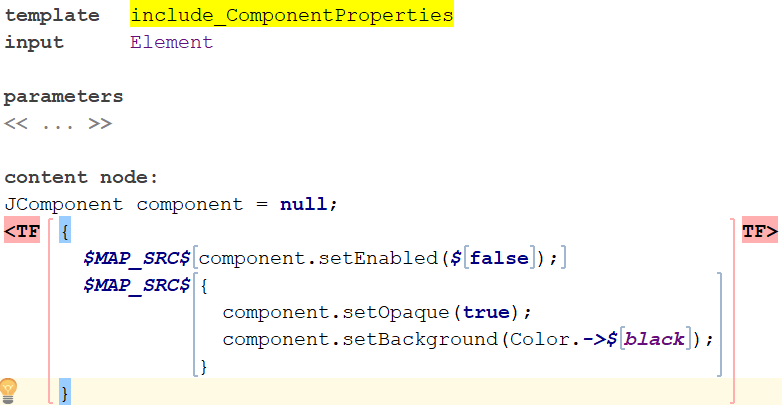 template include_ComponentProperties
input Element
parameters
<< ... >>
content node:
JComponent component = null;
<TF { TF>
$MAP_SRC$[component.setEnabled($[false]);]
$MAP_SRC$[{
component.setOpaque(true);
component.setBackground(Color.->$[black]);
}]
}